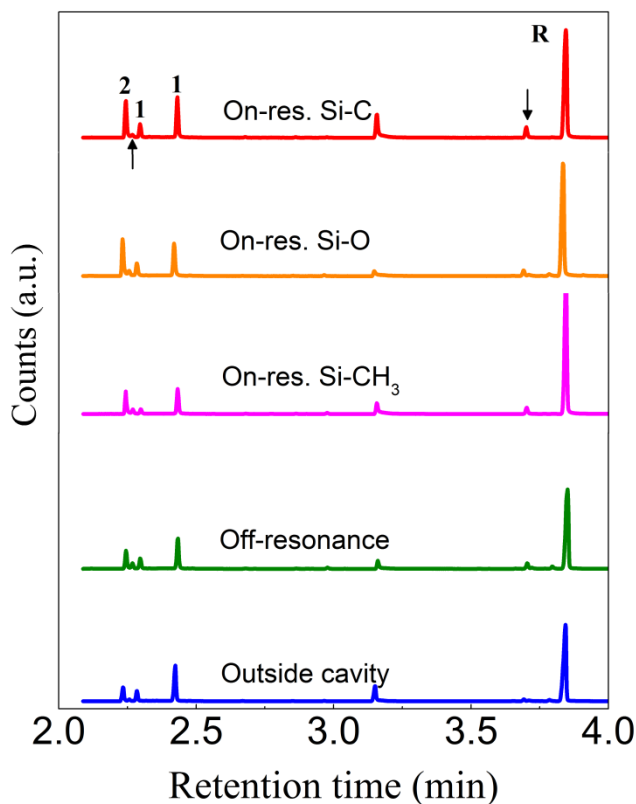 R
2
1
1
On-res. Si-C
On-res. Si-O
On-res. Si-CH₃
Off-resonance
Outside cavity
Counts (a.u.)
2.0 2.5 3.0 3.5 4.0
Retention time (min)